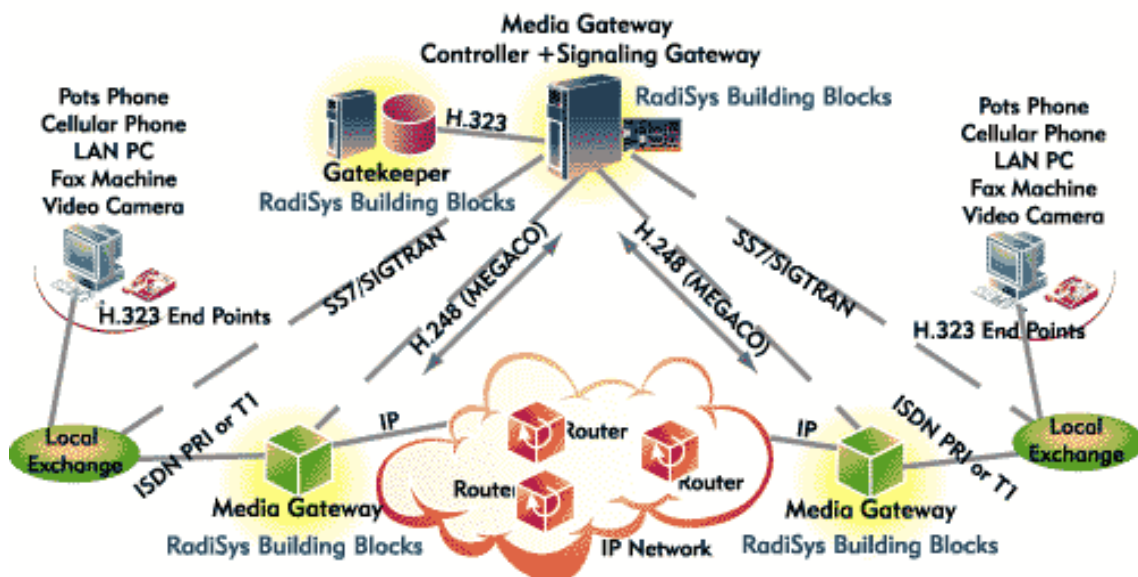 Media Gateway
Controller +Signaling Gateway
RadiSys Building Blocks
Pots Phone
Cellular Phone
LAN PC
Fax Machine
Video Camera
H.323 End Points
H.323
Gatekeeper
RadiSys Building Blocks
Pots Phone
Cellular Phone
LAN PC
Fax Machine
Video Camera
H.323 End Points
SS7/SIGTRAN
H.248 (MEGACO)
H.248 (MEGACO)
SS7/SIGTRAN
Local
Exchange
ISDN PRI or T1
IP
Router
Router
Router
IP
ISDN PRI or T1
Local
Exchange
Media Gateway
RadiSys Building Blocks
IP Network
Media Gateway
RadiSys Building Blocks